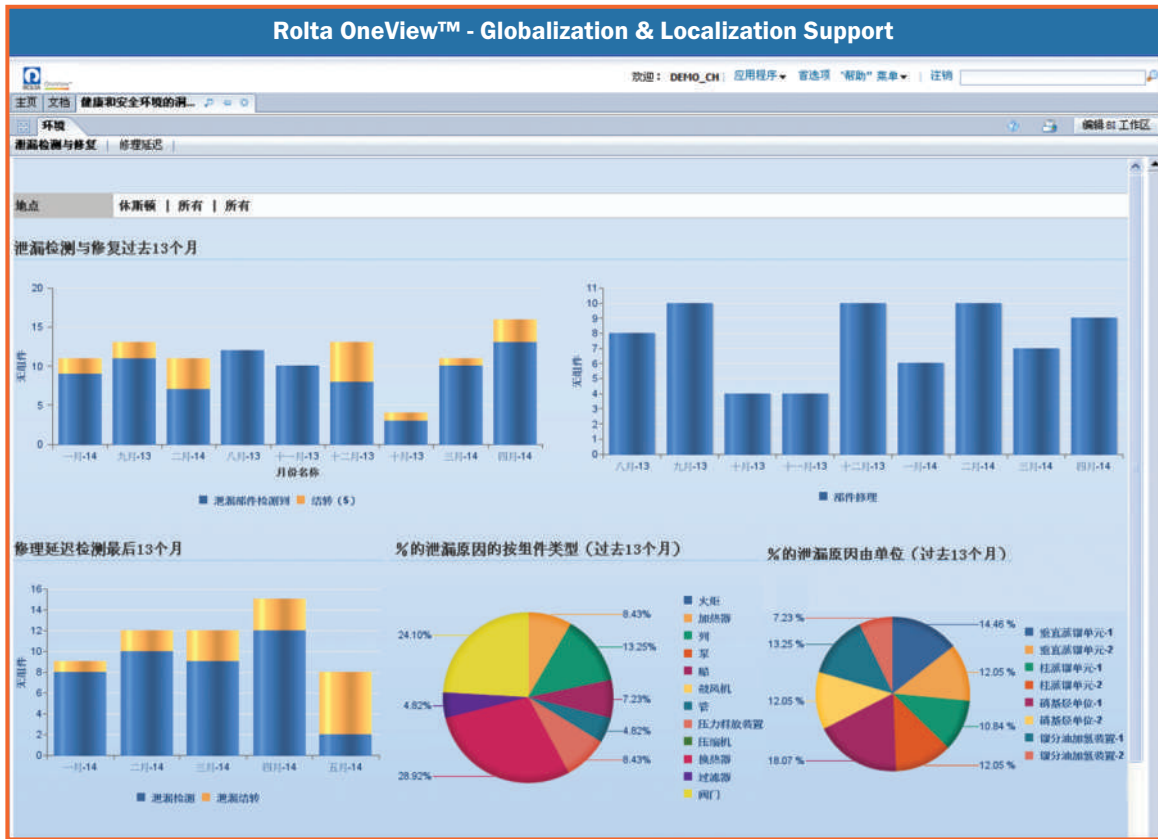 Rolta OneView™ - Globalization & Localization Support
ROLTA OneView™
欢迎： DEMO_CH 应用程序 首选项 “帮助” 菜单 注销
主页 文档 健康和安全环境的洞...
环境 编辑 BI 工作区
泄漏检测与修复 | 修理延迟 |
地点 休斯顿 | 所有 | 所有
泄漏检测与修复过去13个月
20
15
10
5
0
无组件
一月-14 九月-13 二月-14 八月-13 十一月-13 十二月-13 十月-13 三月-14 四月-14
月份名称
泄漏部件检测到 结转（S）
11
10
9
8
7
6
5
4
3
2
1
0
无组件
八月-13 九月-13 十月-13 十一月-13 十二月-13 一月-14 二月-14 三月-14 四月-14
部件修理
修理延迟检测最后13个月
16
14
12
10
8
6
4
2
0
无组件
一月-14 二月-14 三月-14 四月-14 五月-14
泄漏检测 泄漏结转
%的泄漏原因的按组件类型（过去13个月）
8.43%
13.25%
7.23%
4.82%
8.43%
28.92%
4.82%
24.10%
火炬
加热器
列
泵
鼓风机
管
压力释放装置
压缩机
换热器
过滤器
阀门
%的泄漏原因由单位（过去13个月）
14.46 %
12.05 %
10.84 %
12.05 %
18.07 %
12.05 %
13.25 %
7.23 %
垂直蒸馏单元-1
垂直蒸馏单元-2
柱蒸馏单元-1
柱蒸馏单元-2
硝基烃单位-1
硝基烃单位-2
馏分油加氢装置-1
馏分油加氢装置-2